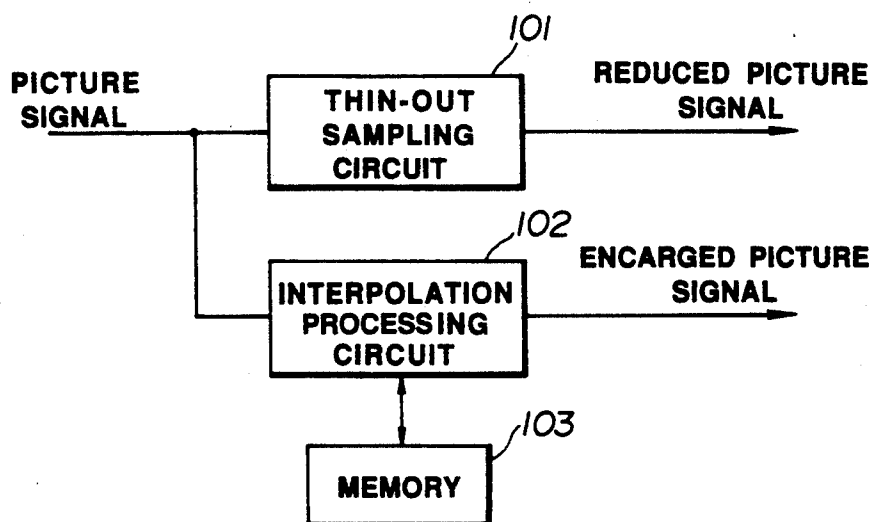 101
PICTURE
SIGNAL
THIN-OUT
SAMPLING
CIRCUIT
REDUCED PICTURE
SIGNAL
102
INTERPOLATION
PROCESSING
CIRCUIT
ENCARGED PICTURE
SIGNAL
103
MEMORY